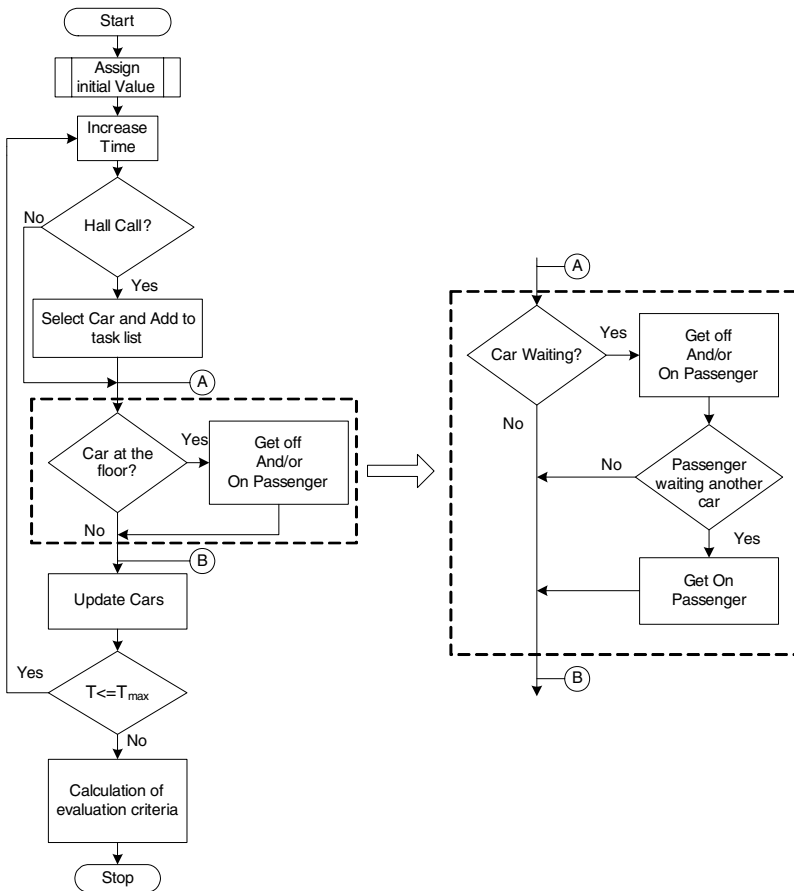 Start
Assign
initial Value
Increase
Time
No
Hall Call?
Yes
Select Car and Add to
task list
A
Car at the
floor?
Yes
Get off
And/or
On Passenger
No
B
Update Cars
Yes
T<=Tmax
No
Calculation of
evaluation criteria
Stop
A
Car Waiting?
Yes
Get off
And/or
On Passenger
No
No
Passenger
waiting another
car
Yes
Get On
Passenger
B